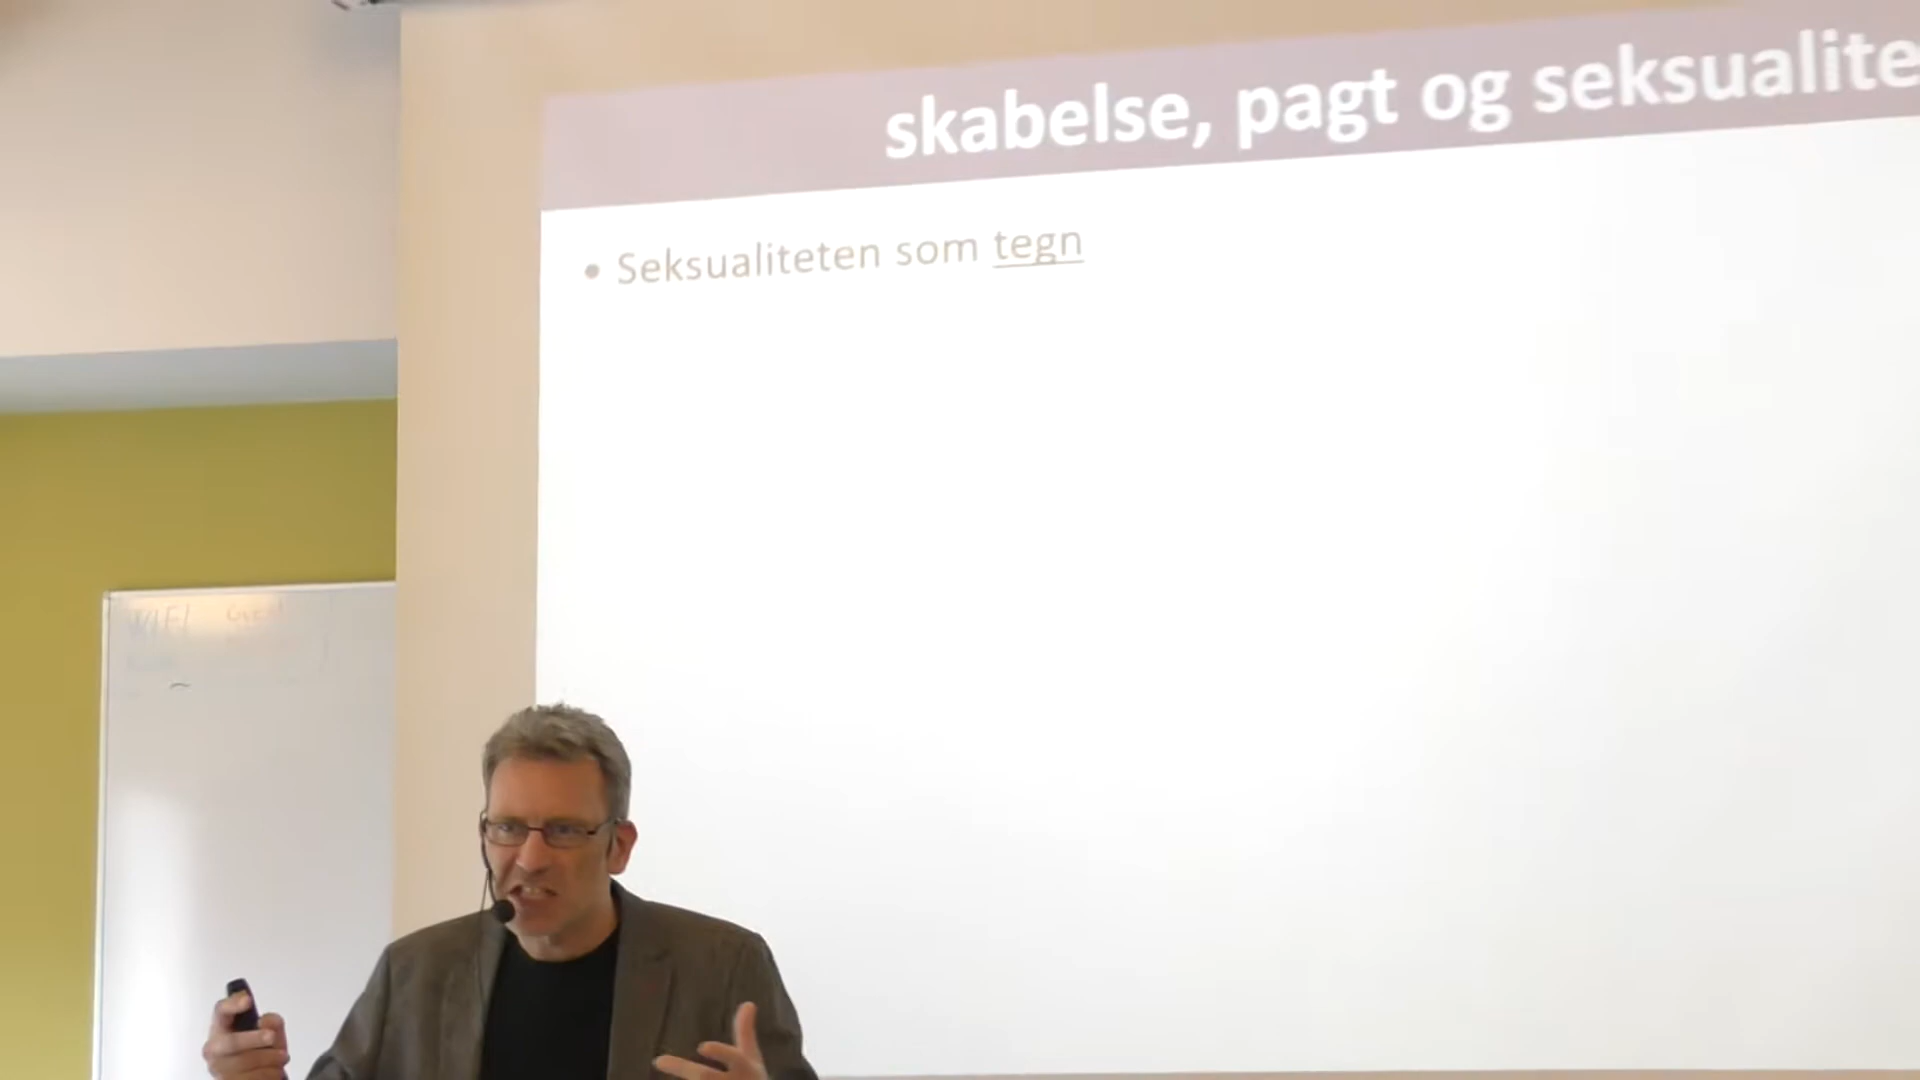 skabelse, pagt og seksualite
• Seksualiteten som tegn